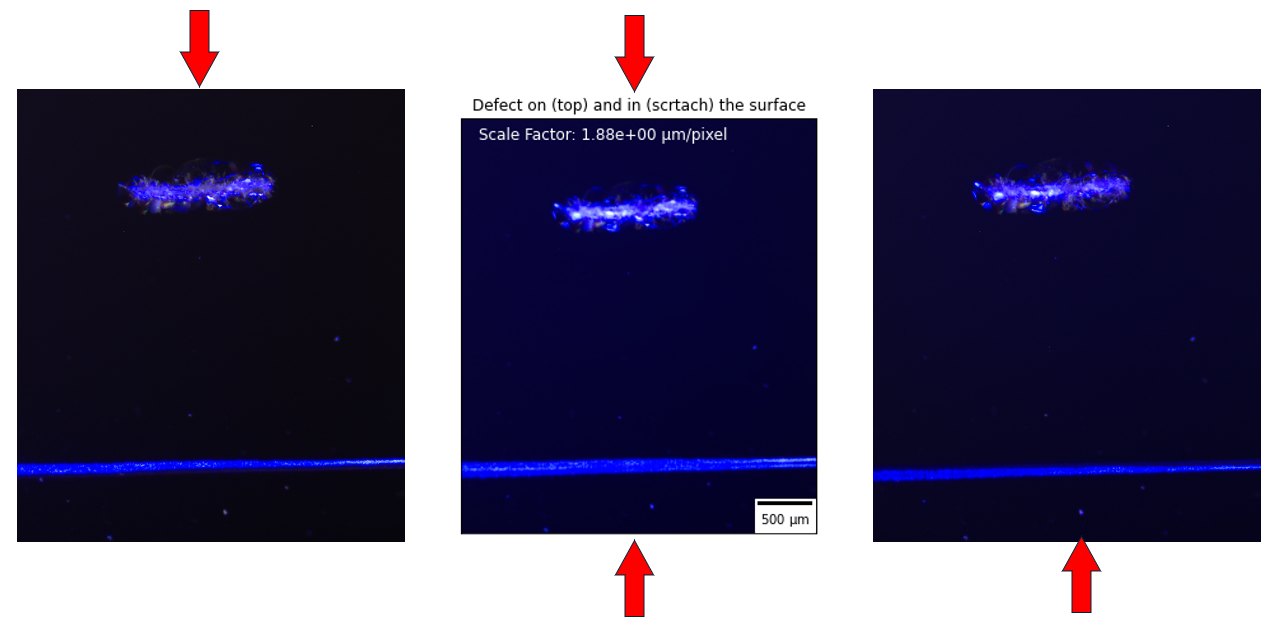 Defect on (top) and in (scrtach) the surface
Scale Factor: 1.88e+00 µm/pixel
500 µm